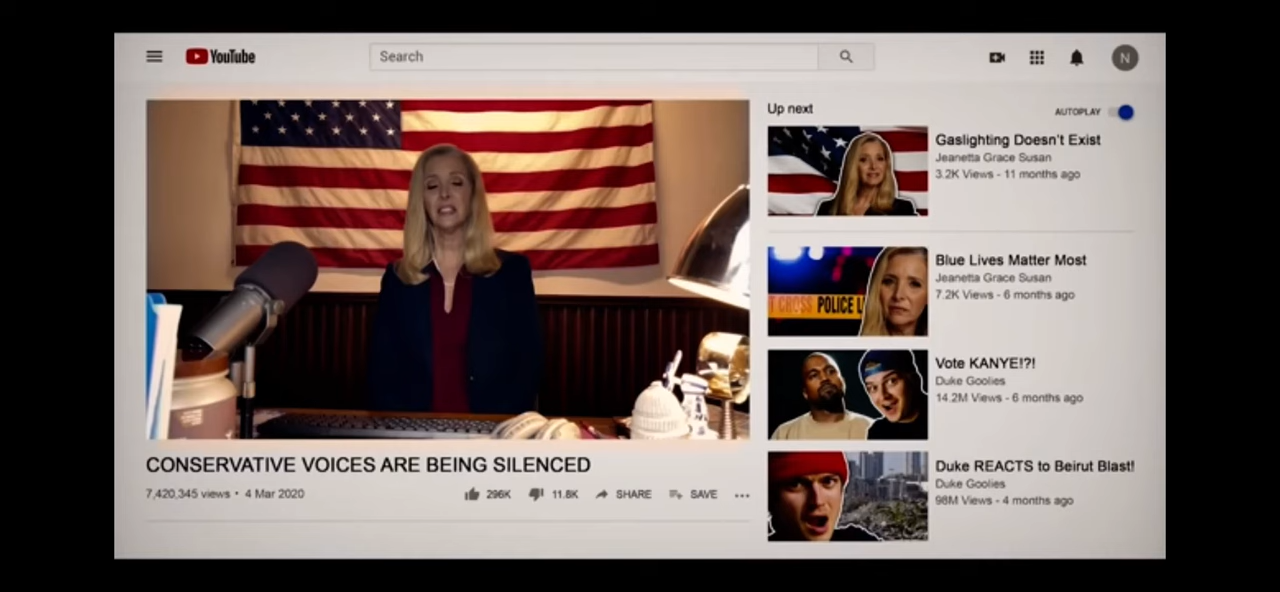 YouTube
Search
N
Up next
AUTOPLAY
Gaslighting Doesn't Exist
Jeanetta Grace Susan
3.2K Views - 11 months ago
Blue Lives Matter Most
Jeanetta Grace Susan
7.2K Views - 6 months ago
T CROSS POLICE L
Vote KANYE!?!
Duke Goolies
14.2M Views - 6 months ago
Duke REACTS to Beirut Blast!
Duke Goolies
98M Views - 4 months ago
CONSERVATIVE VOICES ARE BEING SILENCED
7,420,345 views • 4 Mar 2020
296K
11.8K
SHARE
SAVE